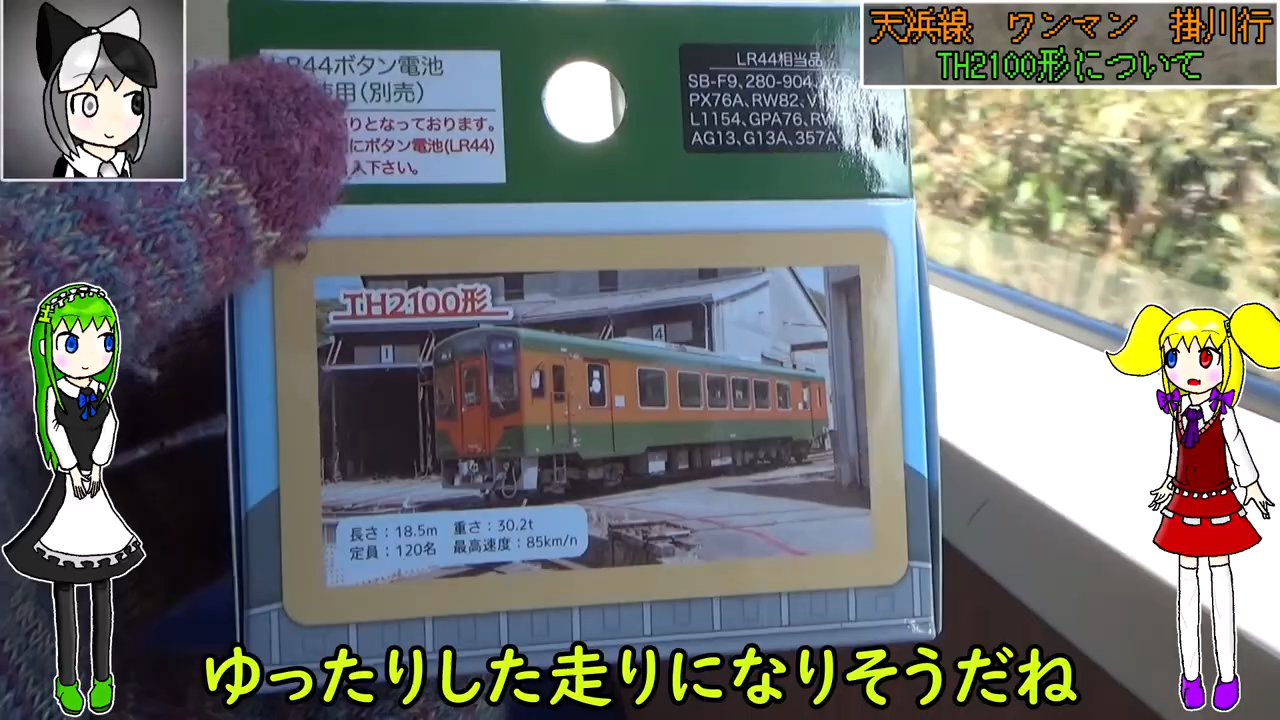 天浜線 ワンマン 掛川行
TH2100形について
R44ボタン電池
使用(別売)
がりとなっております。
にボタン電池(LR44)
入下さい。
LR44相当品
SB-F9、280-904、A76
PX76A、RW82、V
L1154、GPA76、RW
AG13、G13A、357A
TH2100形
1
4
長さ:18.5m 重さ:30.2t
定員:120名 最高速度:85km/h
ゆったりした走りになりそうだね